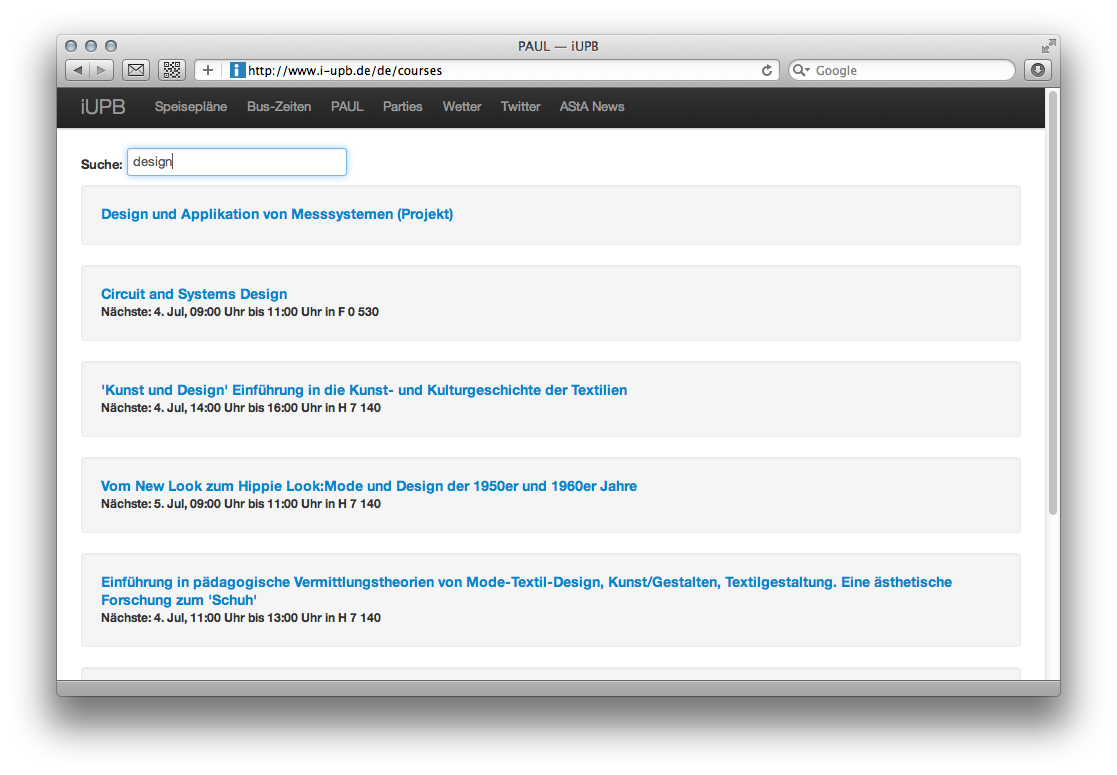 PAUL — iUPB
http://www.i-upb.de/de/courses
Google
iUPB Speisepläne Bus-Zeiten PAUL Parties Wetter Twitter AStA News
Suche: design
Design und Applikation von Messsystemen (Projekt)
Circuit and Systems Design
Nächste: 4. Jul, 09:00 Uhr bis 11:00 Uhr in F 0 530
'Kunst und Design' Einführung in die Kunst- und Kulturgeschichte der Textilien
Nächste: 4. Jul, 14:00 Uhr bis 16:00 Uhr in H 7 140
Vom New Look zum Hippie Look:Mode und Design der 1950er und 1960er Jahre
Nächste: 5. Jul, 09:00 Uhr bis 11:00 Uhr in H 7 140
Einführung in pädagogische Vermittlungstheorien von Mode-Textil-Design, Kunst/Gestalten, Textilgestaltung. Eine ästhetische
Forschung zum 'Schuh'
Nächste: 4. Jul, 11:00 Uhr bis 13:00 Uhr in H 7 140